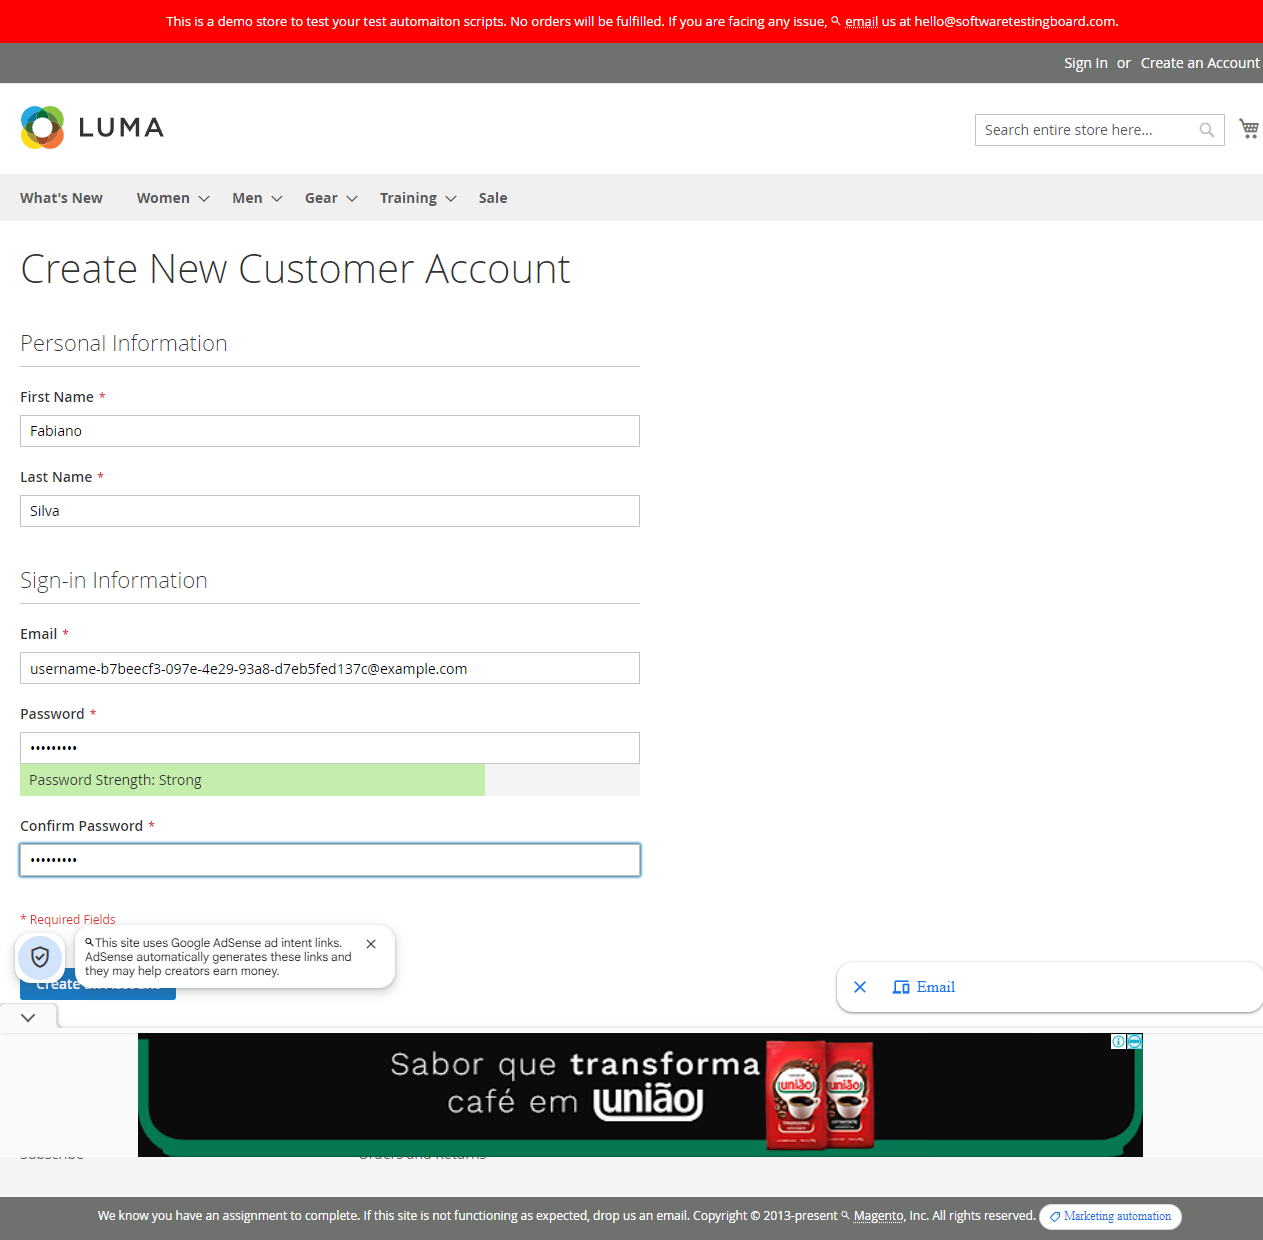 This is a demo store to test your test automaiton scripts. No orders will be fulfilled. If you are facing any issue, email us at hello@softwaretestingboard.com.
Sign In or Create an Account
LUMA
Search entire store here...
What's New Women Men Gear Training Sale
Create New Customer Account
Personal Information
First Name *
Fabiano
Last Name *
Silva
Sign-in Information
Email *
username-b7beecf3-097e-4e29-93a8-d7eb5fed137c@example.com
Password *
•••••••••
Password Strength: Strong
Confirm Password *
•••••••••
* Required Fields
This site uses Google AdSense ad intent links.
AdSense automatically generates these links and
they may help creators earn money.
Create an Account
Email
Sabor que transforma
café em união
união
união
Subscribe
Orders and Returns
We know you have an assignment to complete. If this site is not functioning as expected, drop us an email. Copyright © 2013-present Magento, Inc. All rights reserved. Marketing automation